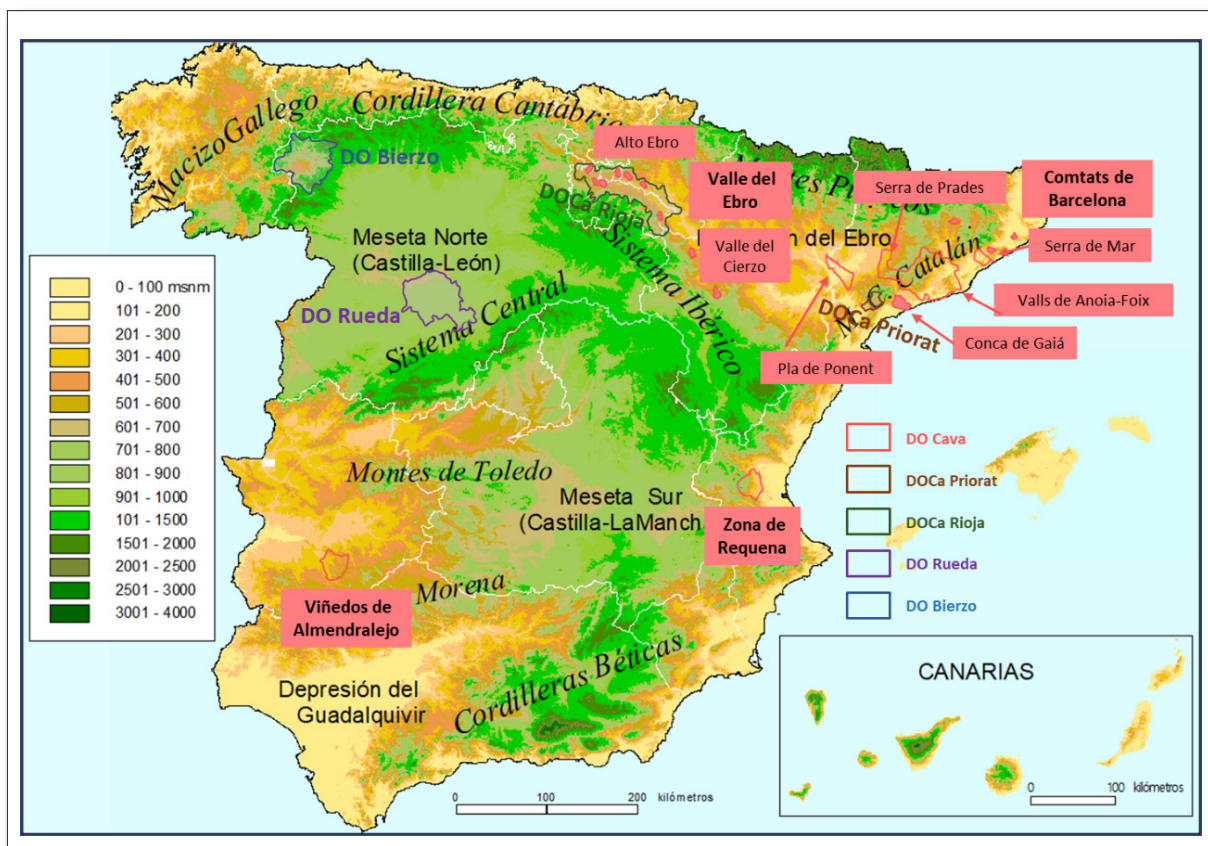 Macizo Gallego
Cordillera Cantábric
DO Bierzo
Alto Ebro
DOCa Rioja
Valle del
Ebro
Valle del
Cierzo
Serra de Prades
Comtats de
Barcelona
Serra de Mar
Valls de Anoia-Foix
Conca de Gaiá
Pla de Ponent
DOCa Priorat
Catalán
n del Ebro
Meseta Norte
(Castilla-León)
DO Rueda
Sistema Central
Sistema Ibérico
Montes de Toledo
Meseta Sur
(Castilla-LaManch
Zona de
Requena
Viñedos de
Almendralejo
Morena
Depresión del
Guadalquivir
Cordilleras Béticas
0 - 100 msnm
101 - 200
201 - 300
301 - 400
401 - 500
501 - 600
601 - 700
701 - 800
801 - 900
901 - 1000
101 - 1500
1501 - 2000
2001 - 2500
2501 - 3000
3001 - 4000
DO Cava
DOCa Priorat
DOCa Rioja
DO Rueda
DO Bierzo
0 100 200 kilómetros
CANARIAS
0 100 kilómetros